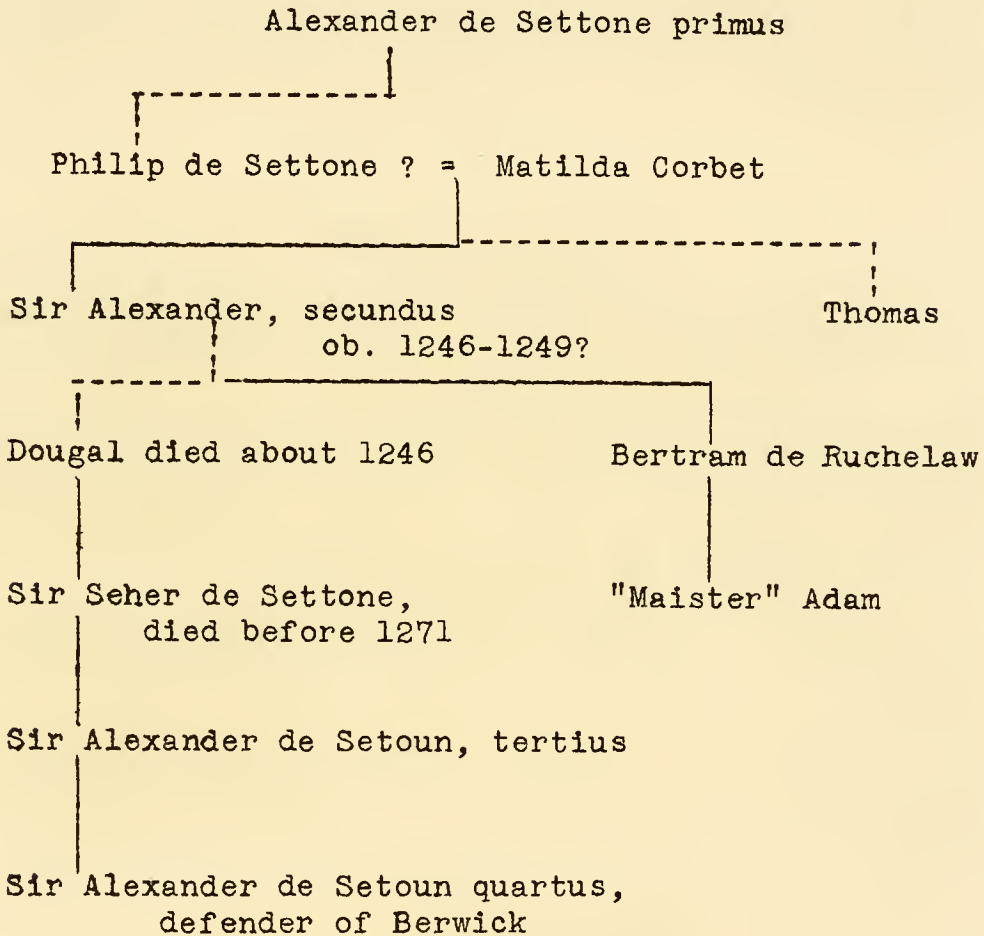 Alexander de Settone primus
Philip de Settone ? = Matilda Corbet
Sir Alexander, secundus
ob. 1246-1249?
Thomas
Dougal died about 1246
Bertram de Ruchelaw
Sir Seher de Settone,
died before 1271
"Maister" Adam
Sir Alexander de Setoun, tertius
Sir Alexander de Setoun quartus,
defender of Berwick